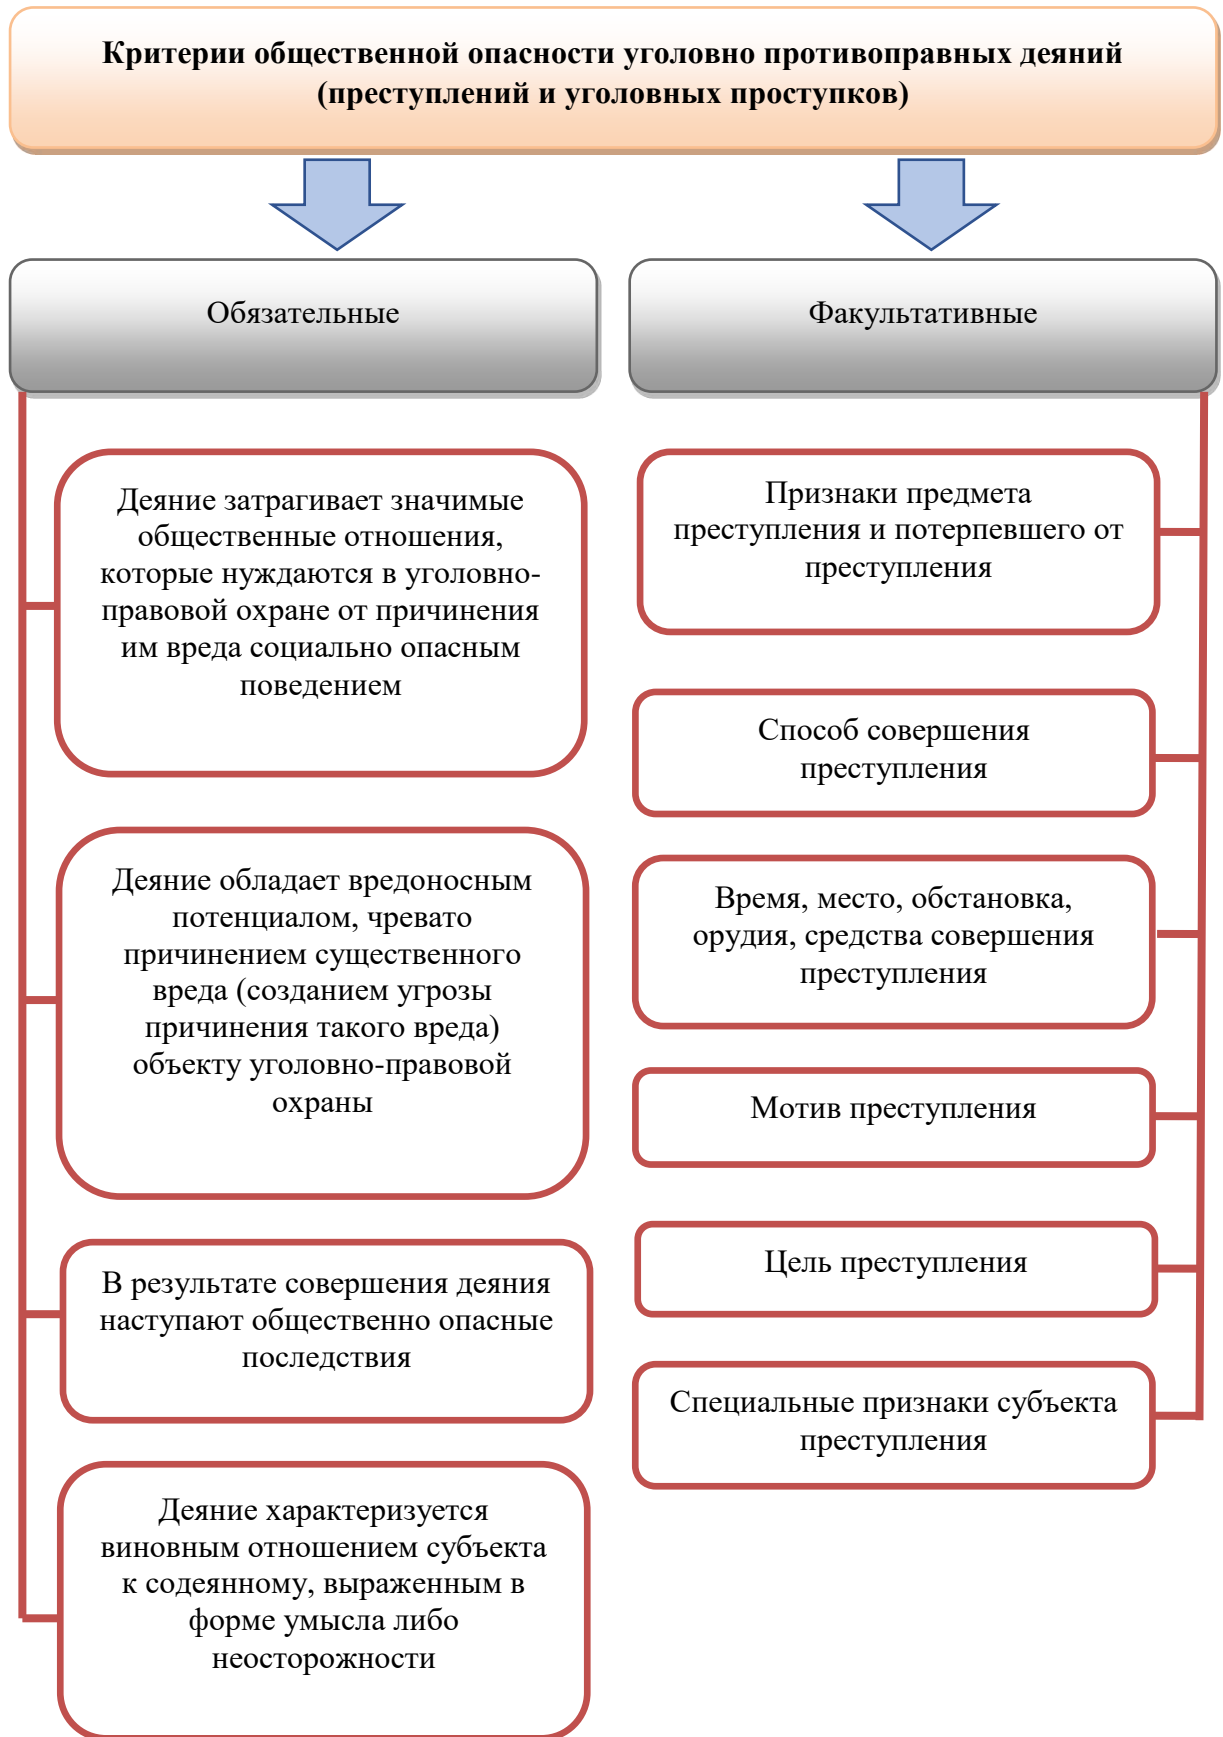 Критерии общественной опасности уголовно противоправных деяний
(преступлений и уголовных проступков)
Обязательные
Деяние затрагивает значимые
общественные отношения,
которые нуждаются в уголовно-
правовой охране от причинения
им вреда социально опасным
поведением
Деяние обладает вредоносным
потенциалом, чревато
причинением существенного
вреда (созданием угрозы
причинения такого вреда)
объекту уголовно-правовой
охраны
В результате совершения деяния
наступают общественно опасные
последствия
Деяние характеризуется
виновным отношением субъекта
к содеянному, выраженным в
форме умысла либо
неосторожности
Факультативные
Признаки предмета
преступления и потерпевшего от
преступления
Способ совершения
преступления
Время, место, обстановка,
орудия, средства совершения
преступления
Мотив преступления
Цель преступления
Специальные признаки субъекта
преступления